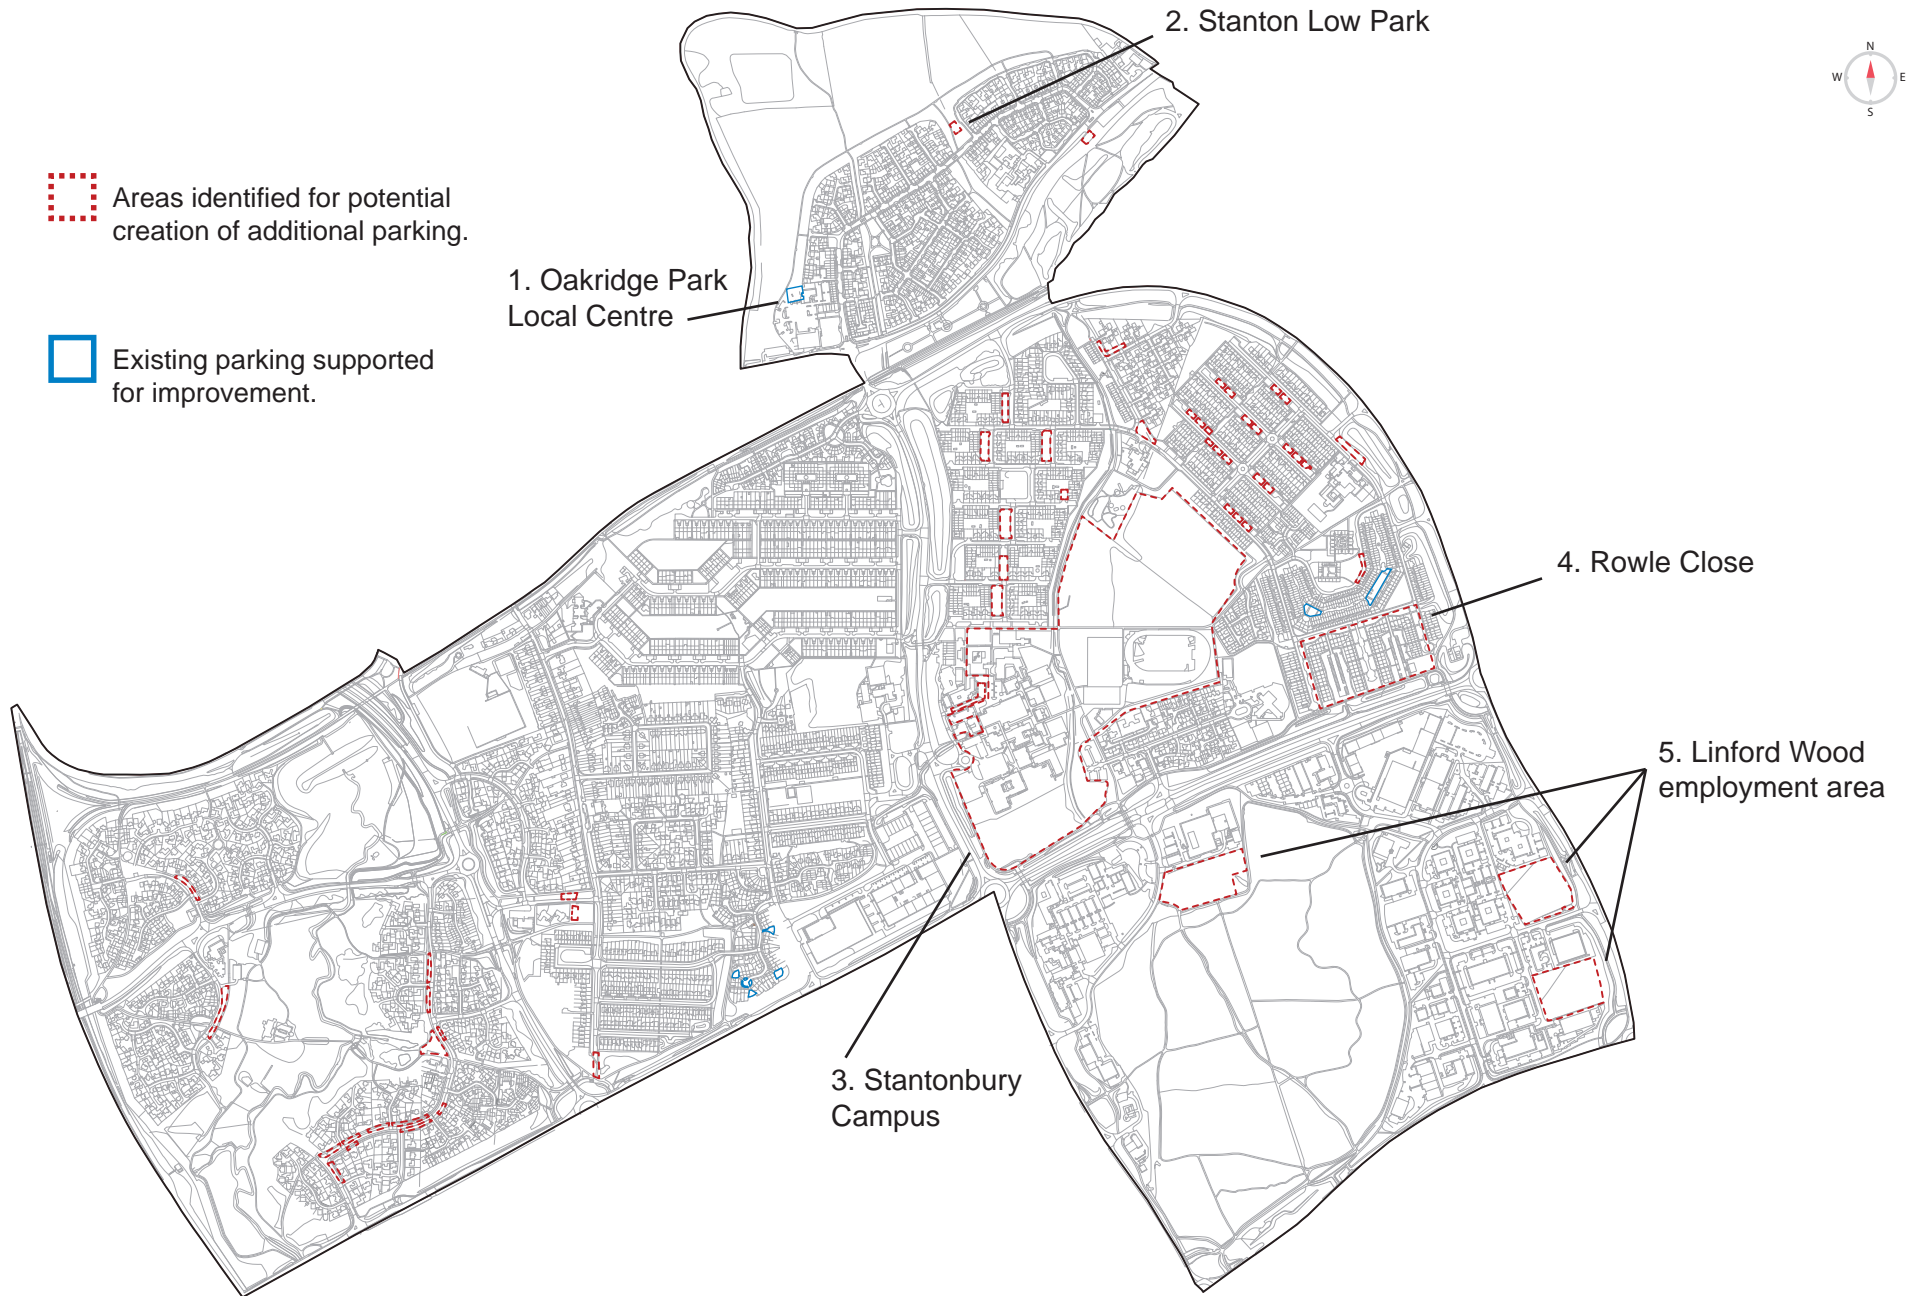 2. Stanton Low Park
N
W
E
S
Areas identified for potential
creation of additional parking.
1. Oakridge Park
Local Centre
Existing parking supported
for improvement.
4. Rowle Close
5. Linford Wood
employment area
3. Stantonbury
Campus